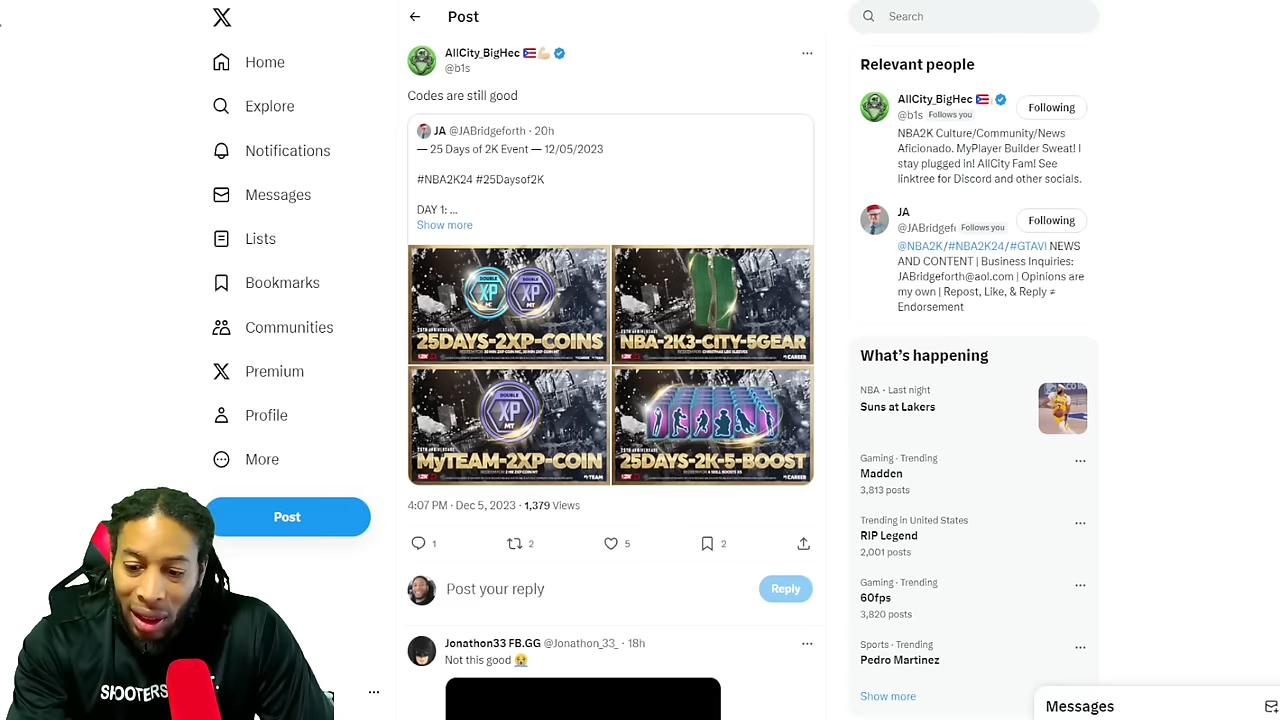 Home
Explore
Notifications
Messages
Lists
Bookmarks
Communities
Premium
Profile
More
Post
Post
AllCity_BigHec 🇵🇷💪🏻
@b1s
Codes are still good
JA @JABridgeforth · 20h
— 25 Days of 2K Event — 12/05/2023
#NBA2K24 #25Daysof2K
DAY 1: ...
Show more
25DAYS-2XP-COINS
NBA-2K3-CITY-5GEAR
MyTEAM-2XP-COIN
25DAYS-2K-5-BOOST
4:07 PM · Dec 5, 2023 · 1,379 Views
1
2
5
2
Post your reply
Reply
Jonathon33 FB.GG @Jonathon_33_ · 18h
Not this good 😭
Search
Relevant people
AllCity_BigHec 🇵🇷
@b1s Follows you
Following
NBA2K Culture/Community/News
Aficionado. MyPlayer Builder Sweat! I
stay plugged in! AllCity Fam! See
linktree for Discord and other socials.
JA
@JABridgef Follows you
Following
@NBA2K/#NBA2K24/#GTAVI NEWS
AND CONTENT | Business Inquiries:
JABridgeforth@aol.com | Opinions are
my own | Repost, Like, & Reply ≠
Endorsement
What's happening
NBA · Last night
Suns at Lakers
Gaming · Trending
Madden
3,813 posts
Trending in United States
RIP Legend
2,001 posts
Gaming · Trending
60fps
3,820 posts
Sports · Trending
Pedro Martinez
Show more
Messages
SHOOTERS